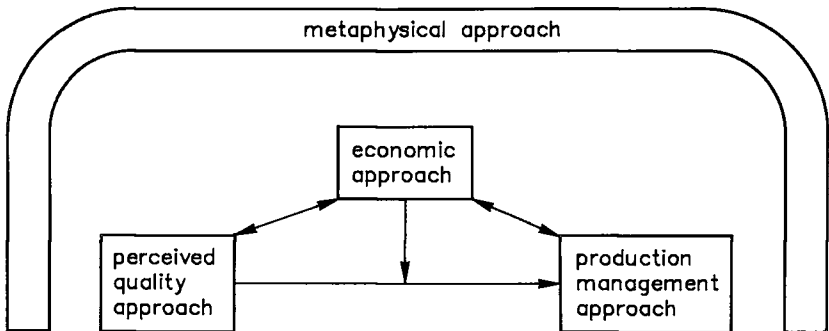 metaphysical approach
economic
approach
perceived
quality
approach
production
management
approach